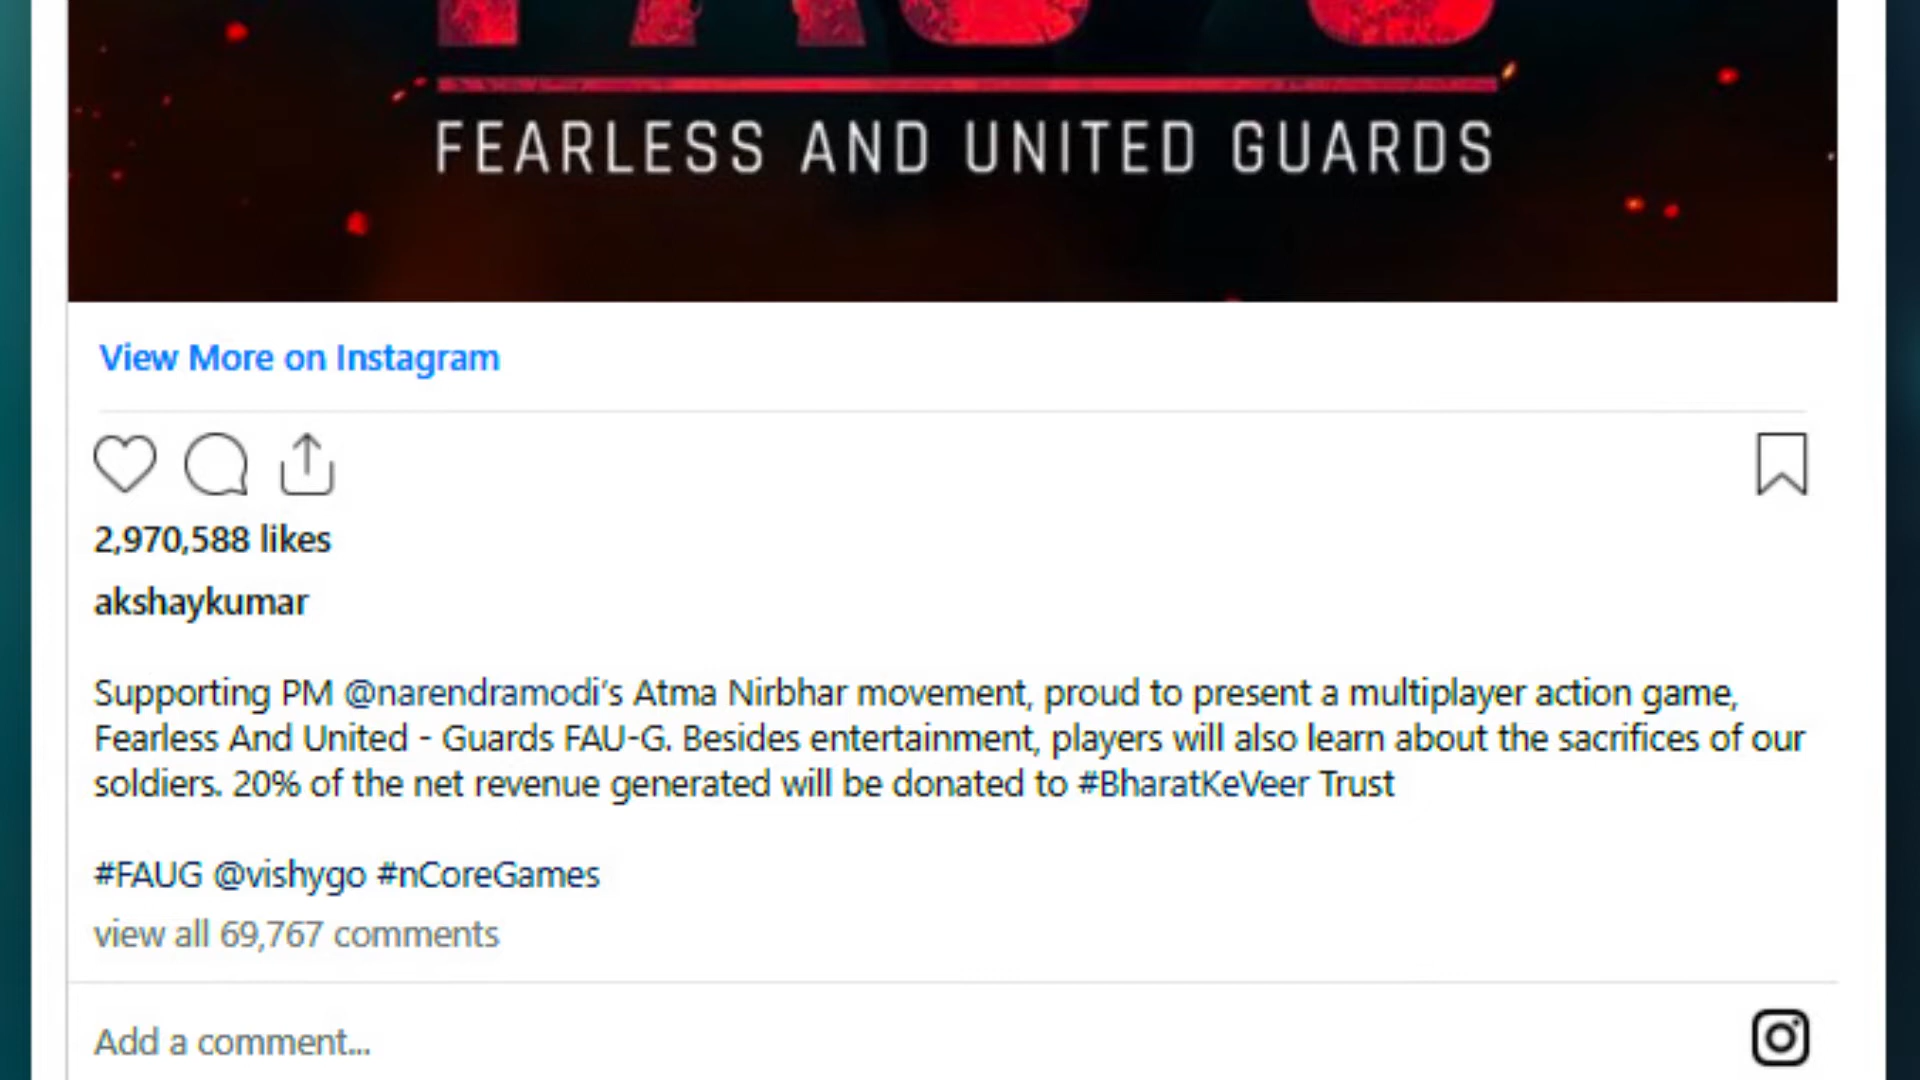 FAU-G
FEARLESS AND UNITED GUARDS
View More on Instagram
2,970,588 likes
akshaykumar
Supporting PM @narendramodi's Atma Nirbhar movement, proud to present a multiplayer action game,
Fearless And United - Guards FAU-G. Besides entertainment, players will also learn about the sacrifices of our
soldiers. 20% of the net revenue generated will be donated to #BharatKeVeer Trust
#FAUG @vishygo #nCoreGames
view all 69,767 comments
Add a comment...